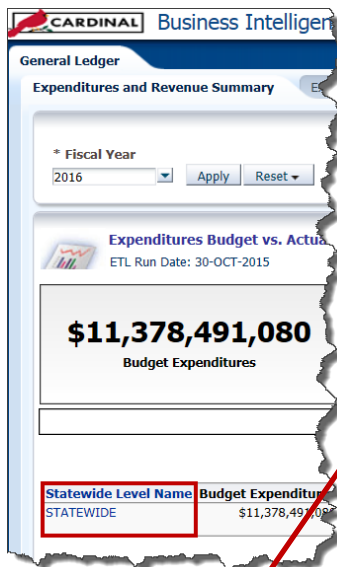 CARDINAL Business Intelligen
General Ledger
Expenditures and Revenue Summary
* Fiscal Year
2016 Apply Reset
Expenditures Budget vs. Actua
ETL Run Date: 30-OCT-2015
$11,378,491,080
Budget Expenditures
Statewide Level Name Budget Expenditur
STATEWIDE $11,378,491,080